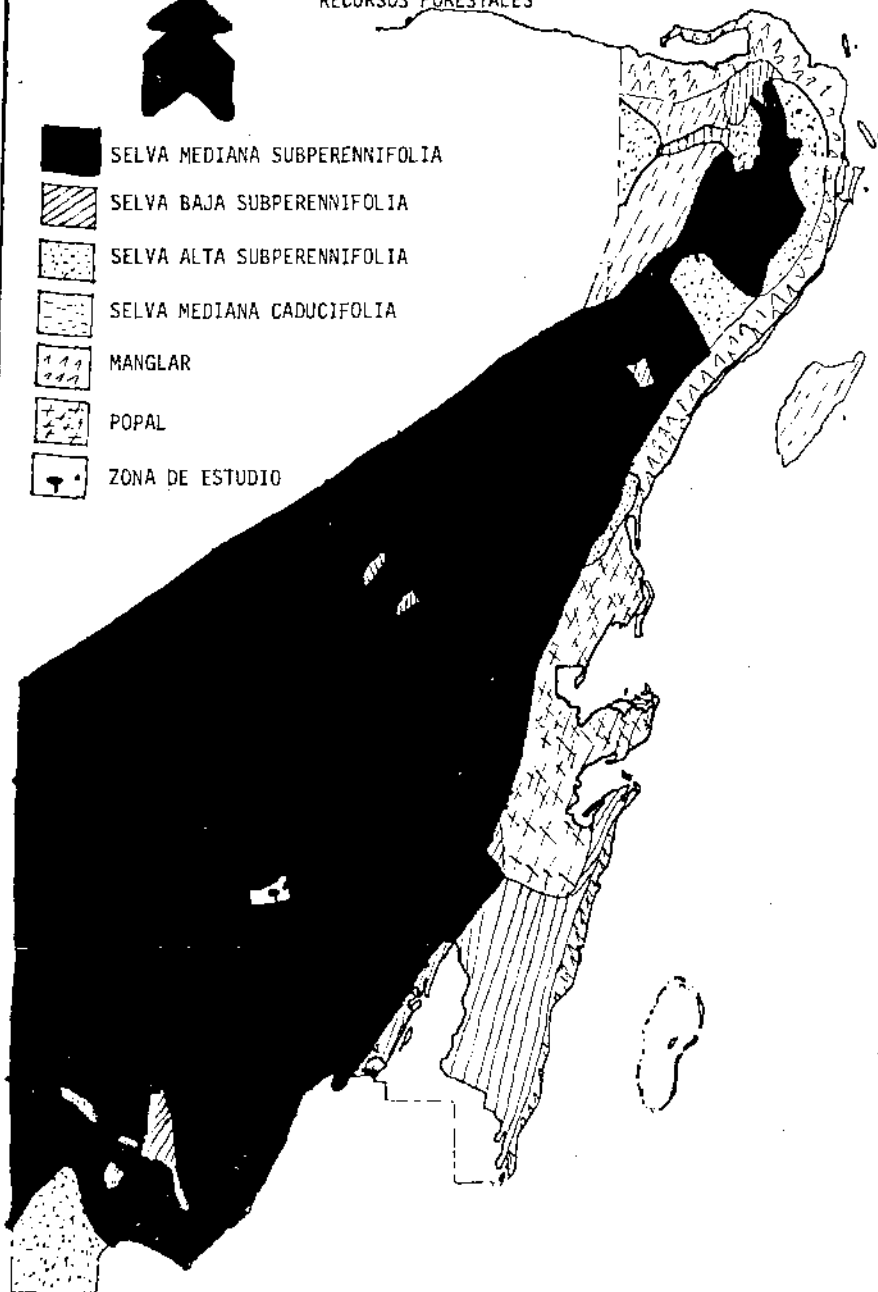 RECURSOS FORESTALES
SELVA MEDIANA SUBPERENNIFOLIA
SELVA BAJA SUBPERENNIFOLIA
SELVA ALTA SUBPERENNIFOLIA
SELVA MEDIANA CADUCIFOLIA
MANGLAR
POPAL
ZONA DE ESTUDIO